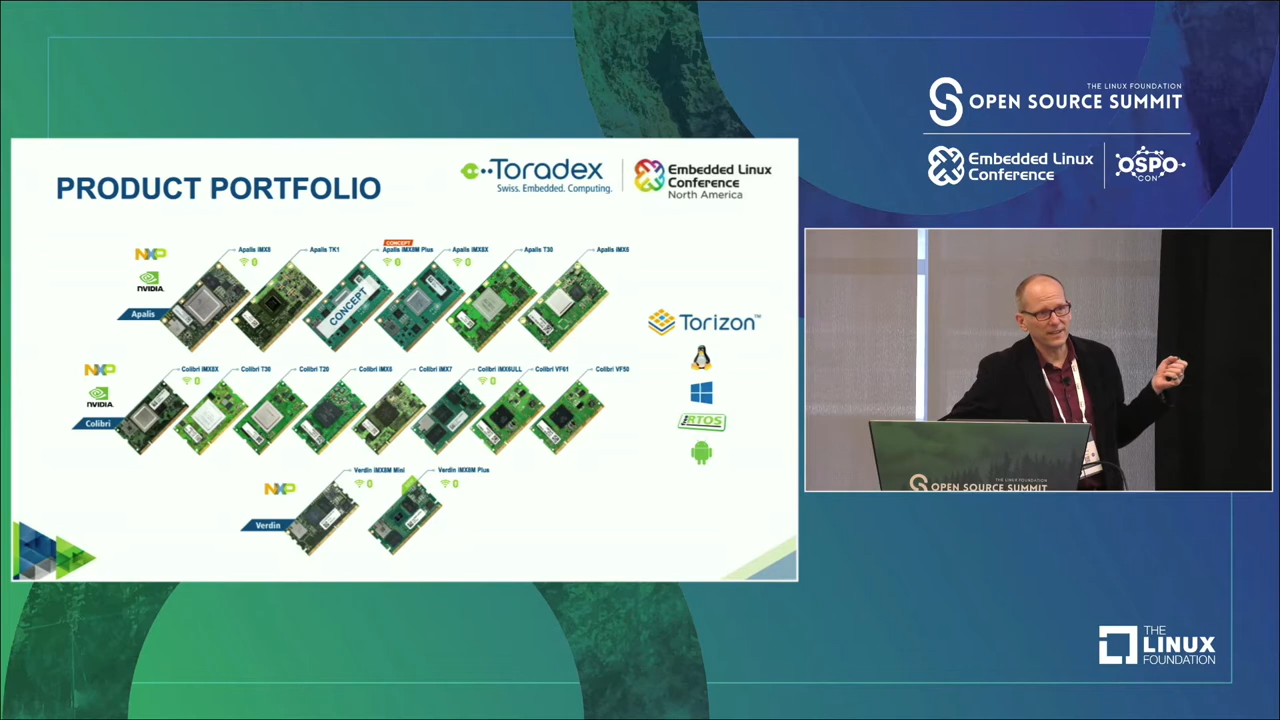 THE LINUX FOUNDATION
OPEN SOURCE SUMMIT
Embedded Linux
Conference
OSPO
CON
PRODUCT PORTFOLIO
Toradex
Swiss. Embedded. Computing.
Embedded Linux
Conference
North America
NXP
NVIDIA.
Apalis
Apalis iMX8
Apalis TK1
CONCEPT
Apalis iMX8M Plus
Apalis iMX8X
Apalis T30
Apalis iMX6
CONCEPT
Torizon™
RTOS
NXP
NVIDIA.
Colibri
Colibri iMX8X
Colibri T30
Colibri T20
Colibri iMX6
Colibri iMX7
Colibri iMX6ULL
Colibri VF61
Colibri VF50
NXP
Verdin
Verdin iMX8M Mini
Verdin iMX8M Plus
THE LINUX FOUNDATION
OPEN SOURCE SUMMIT
THE
LINUX
FOUNDATION